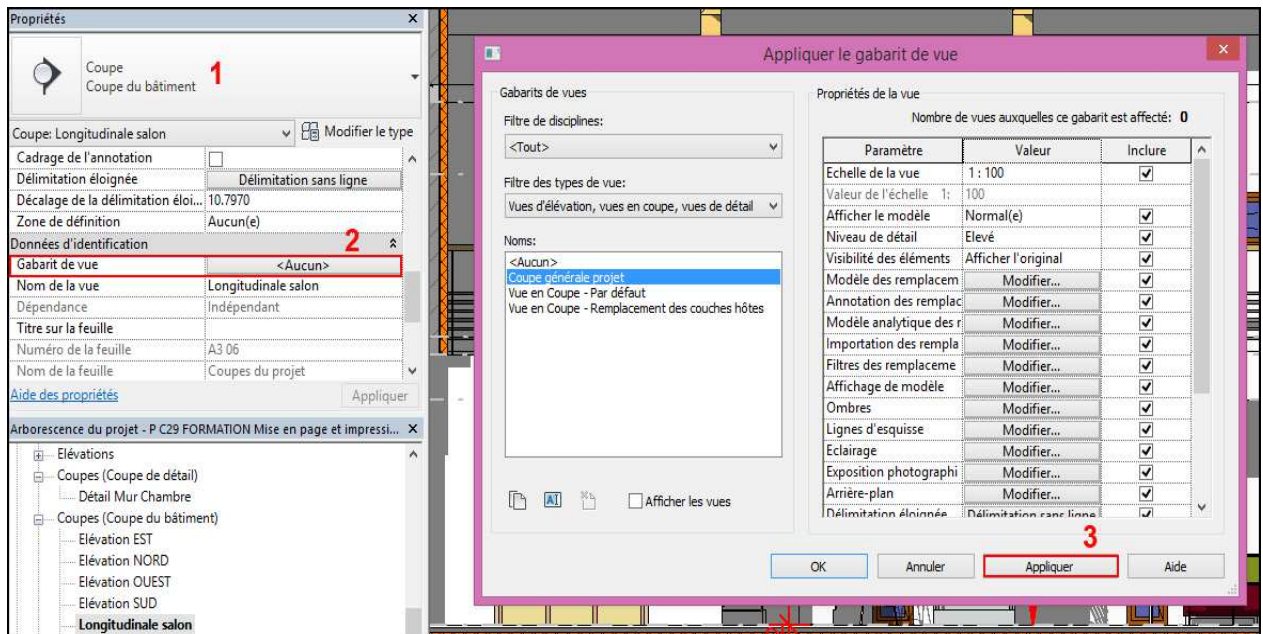 Propriétés
Coupe
Coupe du bâtiment
1
Coupe: Longitudinale salon
Modifier le type
Cadrage de l'annotation
Délimitation éloignée
Délimitation sans ligne
Décalage de la délimitation éloi...
10.7970
Zone de définition
Aucun(e)
Données d'identification
2
Gabarit de vue
<Aucun>
Nom de la vue
Longitudinale salon
Dépendance
Indépendant
Titre sur la feuille
Numéro de la feuille
A3 06
Nom de la feuille
Coupes du projet
Aide des propriétés
Appliquer
Arborescence du projet - P C29 FORMATION Mise en page et impressi...
Elévations
Coupes (Coupe de détail)
Détail Mur Chambre
Coupes (Coupe du bâtiment)
Elévation EST
Elévation NORD
Elévation OUEST
Elévation SUD
Longitudinale salon
Appliquer le gabarit de vue
Gabarits de vues
Filtre de disciplines:
<Tout>
Filtre des types de vue:
Vues d'élévation, vues en coupe, vues de détail
Noms:
<Aucun>
Coupe générale projet
Vue en Coupe - Par défaut
Vue en Coupe - Remplacement des couches hôtes
Afficher les vues
Propriétés de la vue
Nombre de vues auxquelles ce gabarit est affecté: 0
Paramètre
Valeur
Inclure
Echelle de la vue
1 : 100
Valeur de l'échelle 1:
100
Afficher le modèle
Normal(e)
Niveau de détail
Elevé
Visibilité des éléments
Afficher l'original
Modèle des remplacem
Modifier...
Annotation des remplac
Modifier...
Modèle analytique des r
Modifier...
Importation des rempla
Modifier...
Filtres des remplaceme
Modifier...
Affichage de modèle
Modifier...
Ombres
Modifier...
Lignes d'esquisse
Modifier...
Eclairage
Modifier...
Exposition photographi
Modifier...
Arrière-plan
Modifier...
Délimitation éloignée
Délimitation sans ligne
3
OK
Annuler
Appliquer
Aide